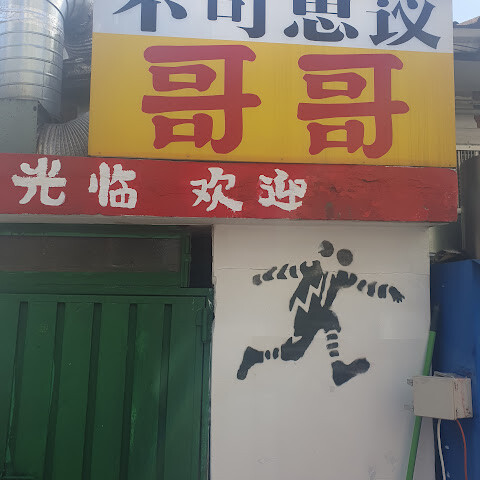 不可思议
哥哥
光临 欢迎